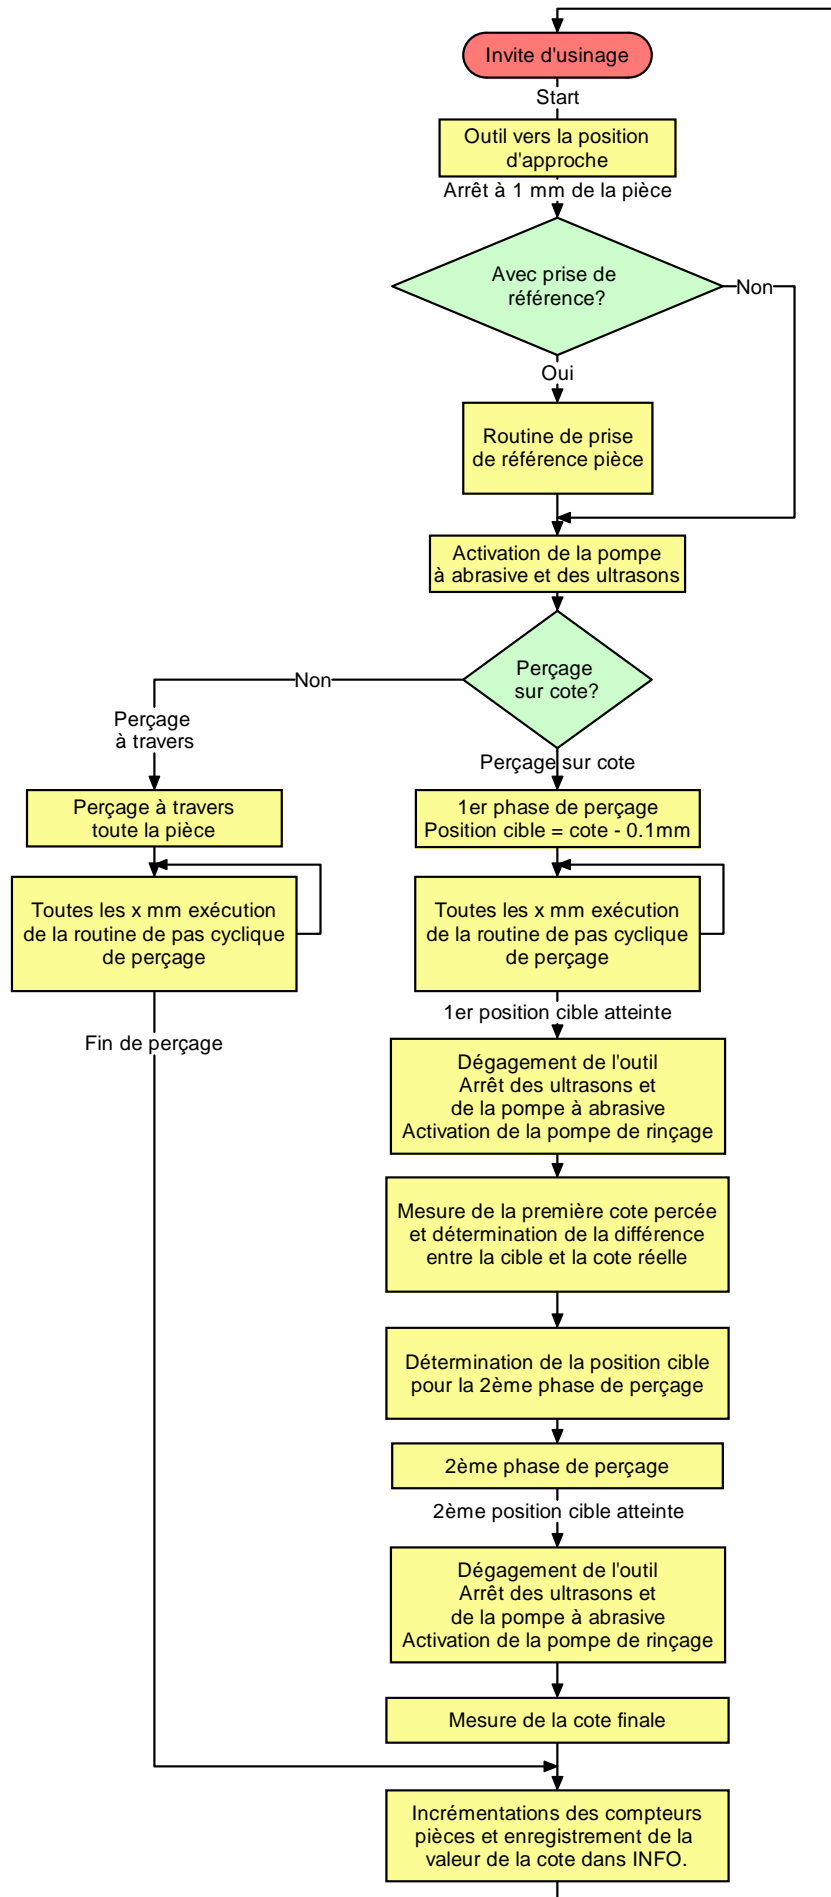 Invite d'usinage
Start
Outil vers la position
d'approche
Arrêt à 1 mm de la pièce
Avec prise de
référence?
Non
Oui
Routine de prise
de référence pièce
Activation de la pompe
à abrasive et des ultrasons
Perçage
sur cote?
Non
Perçage
à travers
Perçage sur cote
Perçage à travers
toute la pièce
1er phase de perçage
Position cible = cote - 0.1mm
Toutes les x mm exécution
de la routine de pas cyclique
de perçage
Toutes les x mm exécution
de la routine de pas cyclique
de perçage
1er position cible atteinte
Fin de perçage
Dégagement de l'outil
Arrêt des ultrasons et
de la pompe à abrasive
Activation de la pompe de rinçage
Mesure de la première cote percée
et détermination de la différence
entre la cible et la cote réelle
Détermination de la position cible
pour la 2ème phase de perçage
2ème phase de perçage
2ème position cible atteinte
Dégagement de l'outil
Arrêt des ultrasons et
de la pompe à abrasive
Activation de la pompe de rinçage
Mesure de la cote finale
Incrémentations des compteurs
pièces et enregistrement de la
valeur de la cote dans INFO.